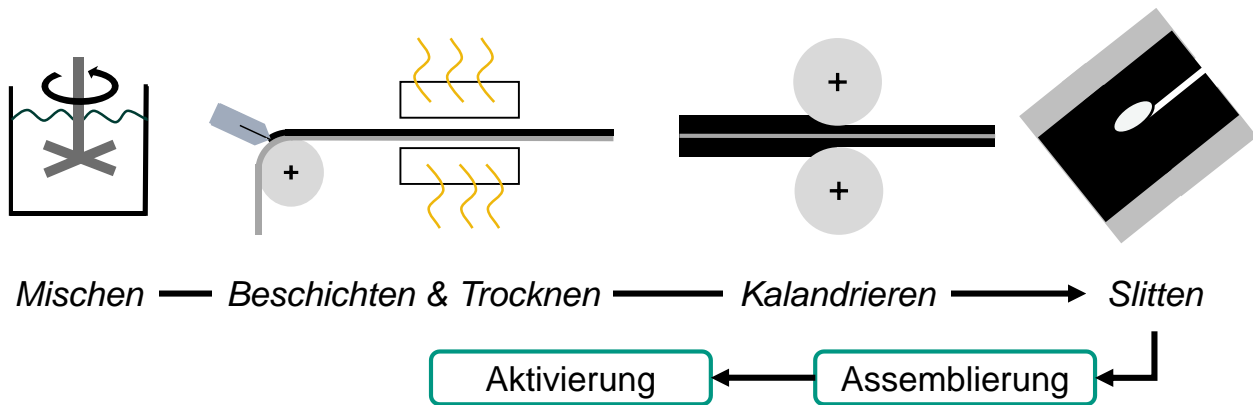 Mischen Beschichten & Trocknen Kalandrieren Slitten
Aktivierung Assemblierung